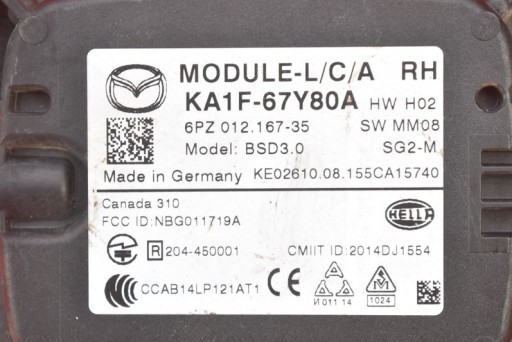 MODULE-L/C/A RH
KA1F-67Y80A HW H02
6PZ 012.167-35 SW MM08
Model: BSD3.0 SG2-M
Made in Germany KE02610.08.155CA15740
Canada 310
FCC ID: NBG011719A
HELLA
R 204-450001 CMIIT ID: 2014DJ1554
CCAB14LP121AT1 CE
И 011 14
1024